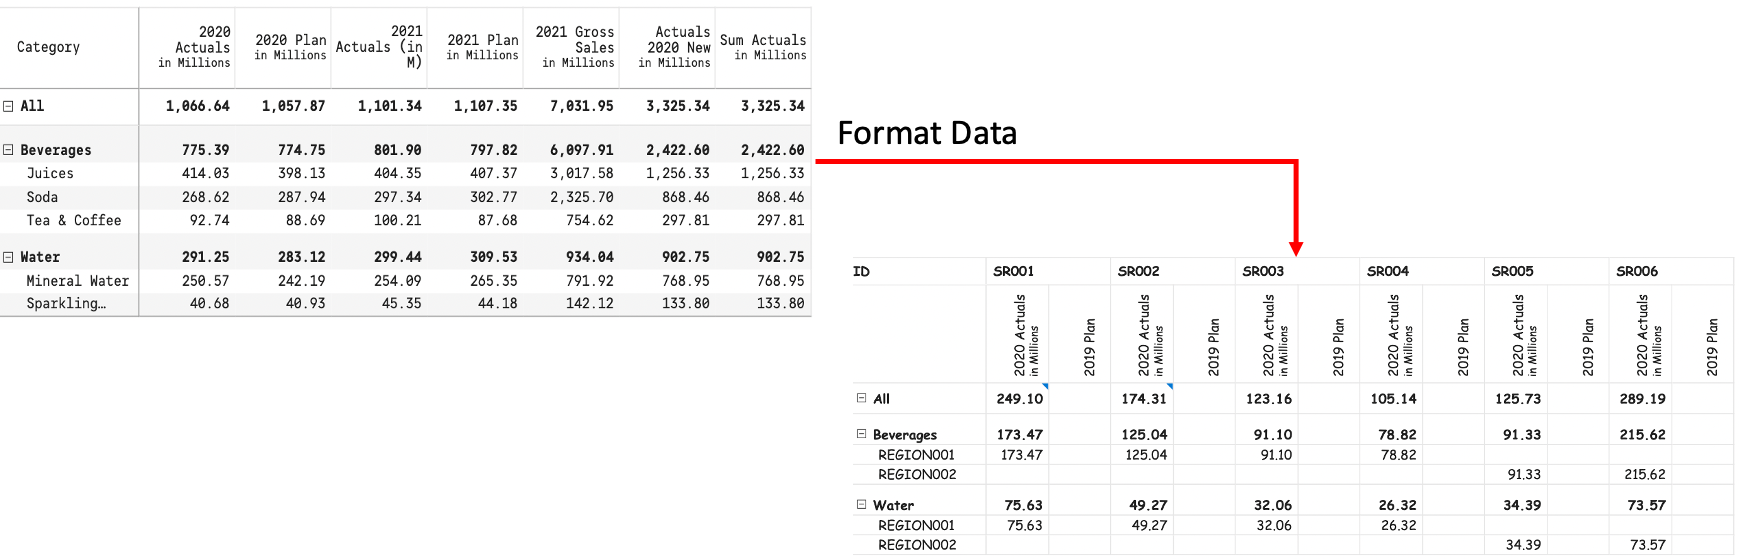 Category 2020 Actuals in Millions 2020 Plan in Millions 2021 Actuals (in M) 2021 Plan in Millions 2021 Gross Sales in Millions Actuals 2020 New in Millions Sum Actuals in Millions
All 1,066.64 1,057.87 1,101.34 1,107.35 7,031.95 3,325.34 3,325.34
Beverages 775.39 774.75 801.90 797.82 6,097.91 2,422.60 2,422.60
Juices 414.03 398.13 404.35 407.37 3,017.58 1,256.33 1,256.33
Soda 268.62 287.94 297.34 302.77 2,325.70 868.46 868.46
Tea & Coffee 92.74 88.69 100.21 87.68 754.62 297.81 297.81
Water 291.25 283.12 299.44 309.53 934.04 902.75 902.75
Mineral Water 250.57 242.19 254.09 265.35 791.92 768.95 768.95
Sparkling… 40.68 40.93 45.35 44.18 142.12 133.80 133.80
Format Data
ID SR001 SR002 SR003 SR004 SR005 SR006
2020 Actuals in Millions 2019 Plan 2020 Actuals in Millions 2019 Plan 2020 Actuals in Millions 2019 Plan 2020 Actuals in Millions 2019 Plan 2020 Actuals in Millions 2019 Plan 2020 Actuals in Millions 2019 Plan
All 249.10 174.31 123.16 105.14 125.73 289.19
Beverages 173.47 125.04 91.10 78.82 91.33 215.62
REGION001 173.47 125.04 91.10 78.82
REGION002 91.33 215.62
Water 75.63 49.27 32.06 26.32 34.39 73.57
REGION001 75.63 49.27 32.06 26.32
REGION002 34.39 73.57